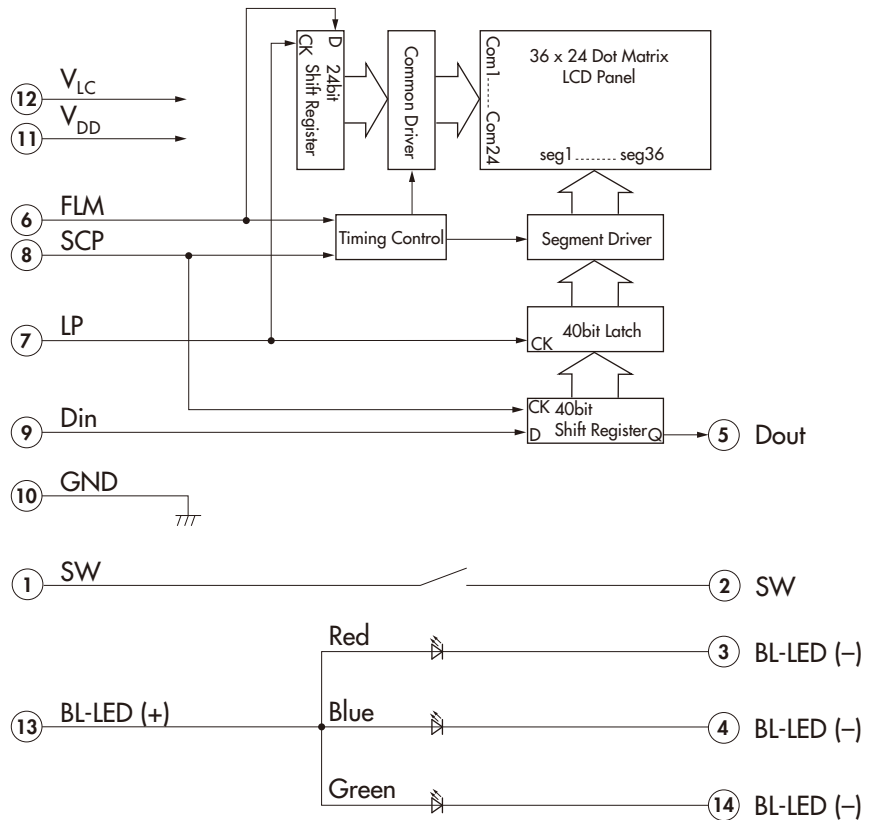 D
CK
24bit
Shift Register
Common Driver
Com1........Com24
36 x 24 Dot Matrix
LCD Panel
seg1......... seg36
12 VLC
11 VDD
6 FLM
8 SCP
Timing Control
Segment Driver
7 LP
CK
40bit Latch
9 Din
CK 40bit
D Shift Register Q
5 Dout
10 GND
1 SW
2 SW
Red
3 BL-LED (–)
13 BL-LED (+)
Blue
4 BL-LED (–)
Green
14 BL-LED (–)